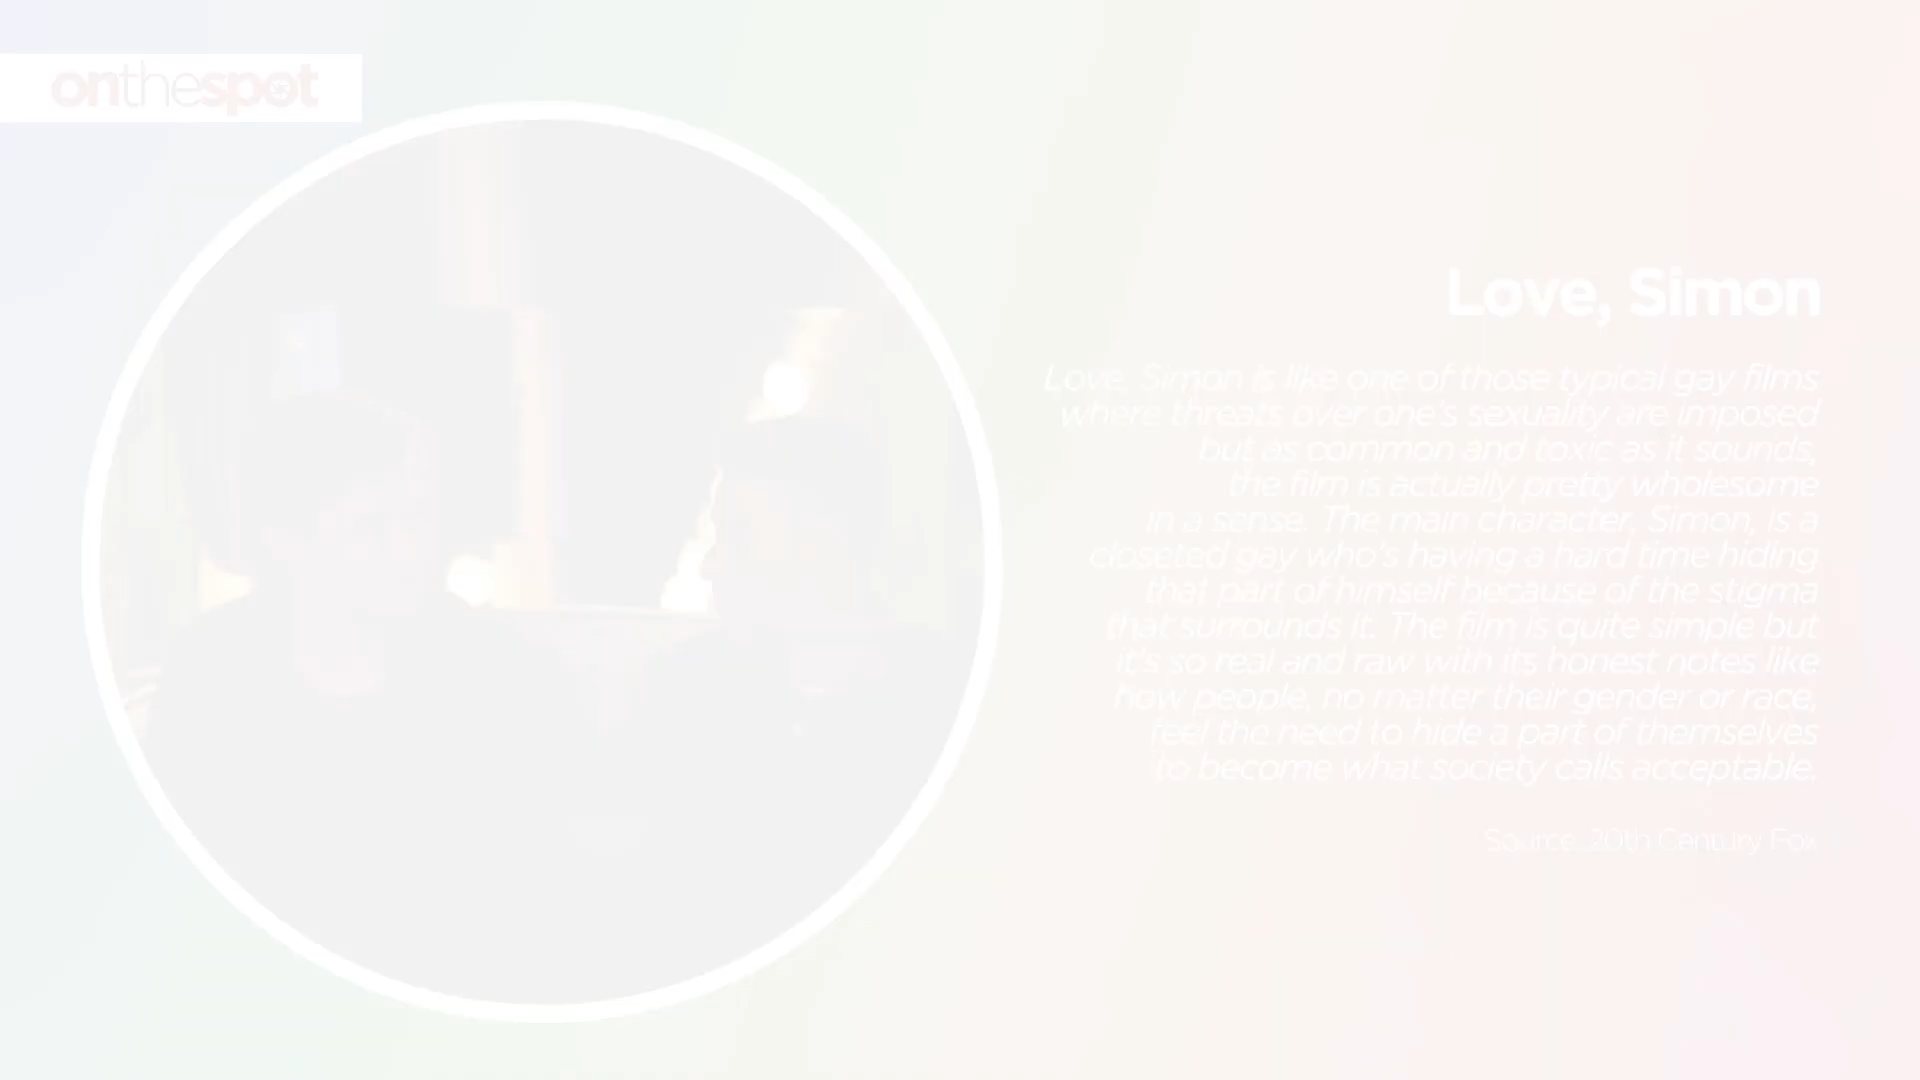 onthespot
Love, Simon
Love, Simon is like one of those typical gay films
where threats over one's sexuality are imposed
but as common and toxic as it sounds,
the film is actually pretty wholesome
in a sense. The main character, Simon, is a
closeted gay who's having a hard time hiding
that part of himself because of the stigma
that surrounds it. The film is quite simple but
it's so real and raw with its honest notes like
how people, no matter their gender or race,
feel the need to hide a part of themselves
to become what society calls acceptable.
Source: 20th Century Fox